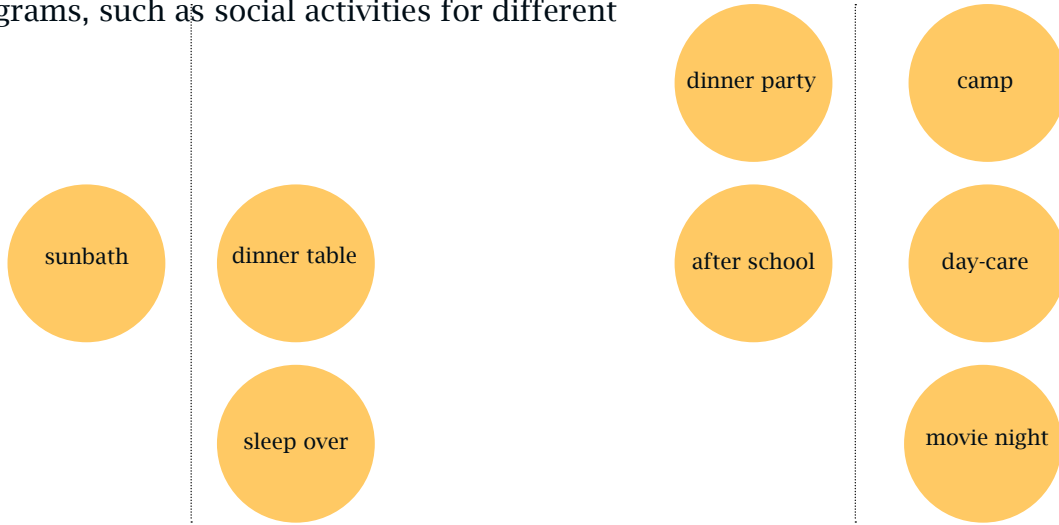 grams, such as social activities for different
dinner party
camp
sunbath
dinner table
after school
day-care
sleep over
movie night